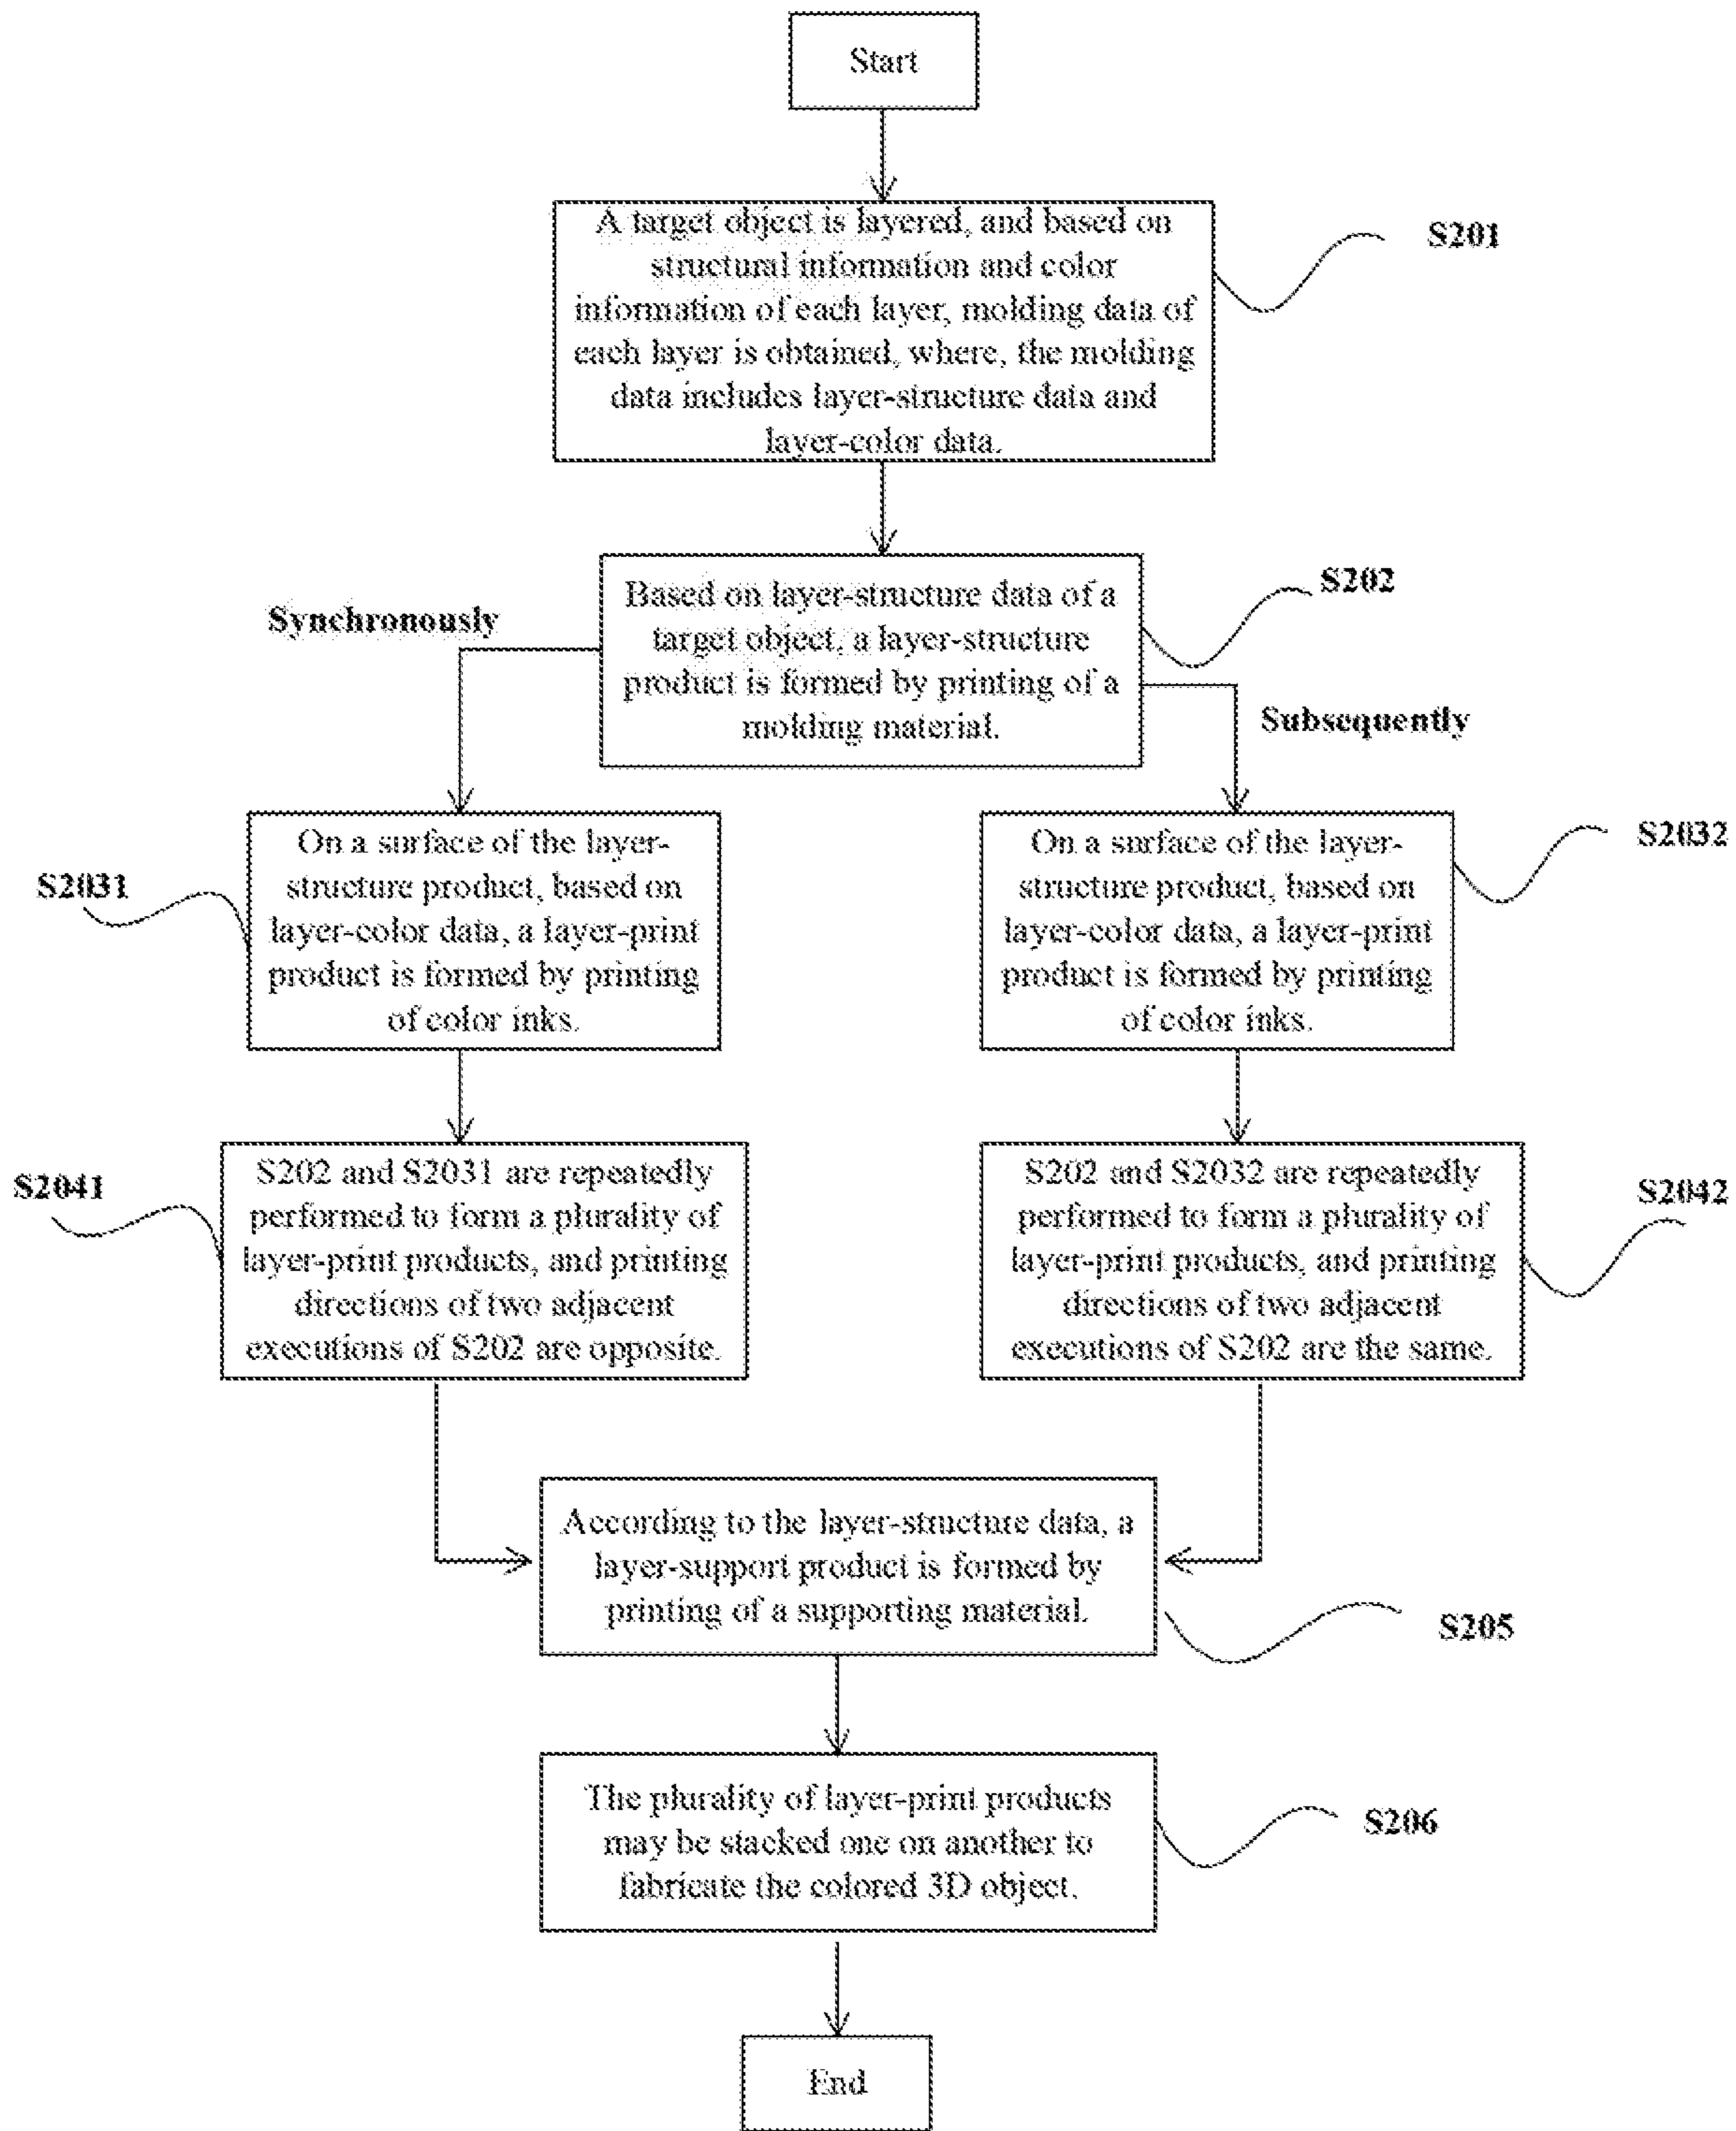 Start
A target object is layered, and based on
structural information and color
information of each layer, molding data of
each layer is obtained, where, the molding
data includes layer-structure data and
layer-color data.
S201
Based on layer-structure data of a
target object, a layer-structure
product is formed by printing of a
molding material.
S202
Synchronously
Subsequently
On a surface of the layer-
structure product, based on
layer-color data, a layer-print
product is formed by printing
of color inks.
S2031
On a surface of the layer-
structure product, based on
layer-color data, a layer-print
product is formed by printing
of color inks.
S2032
S202 and S2031 are repeatedly
performed to form a plurality of
layer-print products, and printing
directions of two adjacent
executions of S202 are opposite.
S2041
S202 and S2032 are repeatedly
performed to form a plurality of
layer-print products, and printing
directions of two adjacent
executions of S202 are the same.
S2042
According to the layer-structure data, a
layer-support product is formed by
printing of a supporting material.
S205
The plurality of layer-print products
may be stacked one on another to
fabricate the colored 3D object.
S206
End